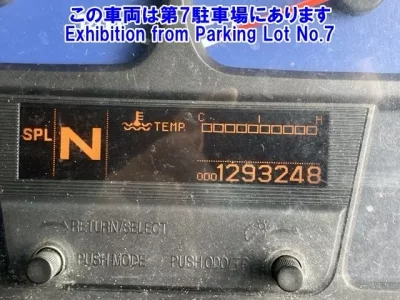 この車両は第7駐車場にあります
Exhibition from Parking Lot No.7
C I H
TEMP.
SPL N
0001293248
RETURN/SELECT
PUSH:MODE PUSH:ODO